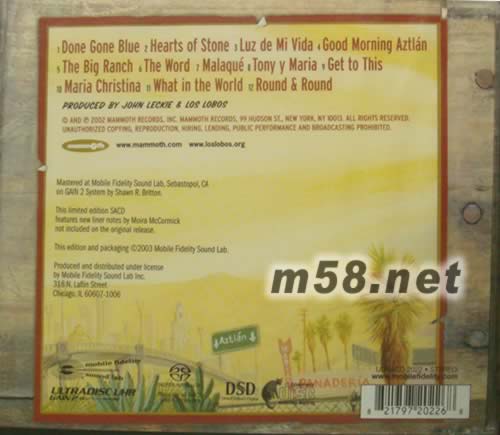 1 Done Gone Blue 2 Hearts of Stone 3 Luz de Mi Vida 4 Good Morning Aztlán
5 The Big Ranch 6 The Word 7 Malaqué 8 Tony y Maria 9 Get to This
10 Maria Christina 11 What in the World 12 Round & Round
PRODUCED BY JOHN LECKIE & LOS LOBOS
© AND ℗ 2002 MAMMOTH RECORDS, INC. MAMMOTH RECORDS, 99 HUDSON ST., NEW YORK, NY 10013. ALL RIGHTS RESERVED.
UNAUTHORIZED COPYING, REPRODUCTION, HIRING, LENDING, PUBLIC PERFORMANCE AND BROADCASTING PROHIBITED.
www.mammoth.com www.loslobos.org
Mastered at Mobile Fidelity Sound Lab, Sebastopol, CA
on GAIN 2 System by Shawn R. Britton.
This limited edition SACD
features new liner notes by Moira McCormick
not included on the original release.
This edition and packaging ©2003 Mobile Fidelity Sound Lab.
Produced and distributed under license
by Mobile Fidelity Sound Lab Inc.
318 N. Laflin Street
Chicago, IL 60607-1006
m58.net
Aztlán
PANADERÍA
mobile fidelity
sound lab
ULTRADISC UHR
GAIN 2
DSD
DISC
STEREO
www.mobilefidelity.com
8 21797 20226 8